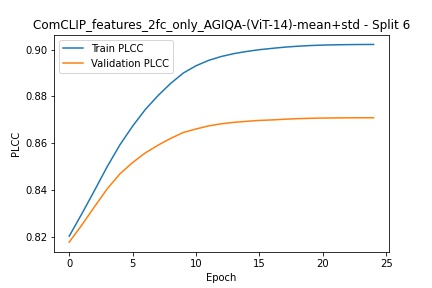 ComCLIP_features_2fc_only_AGIQA-(ViT-14)-mean+std - Split 6
Train PLCC
Validation PLCC
PLCC
0.90
0.88
0.86
0.84
0.82
0 5 10 15 20 25
Epoch